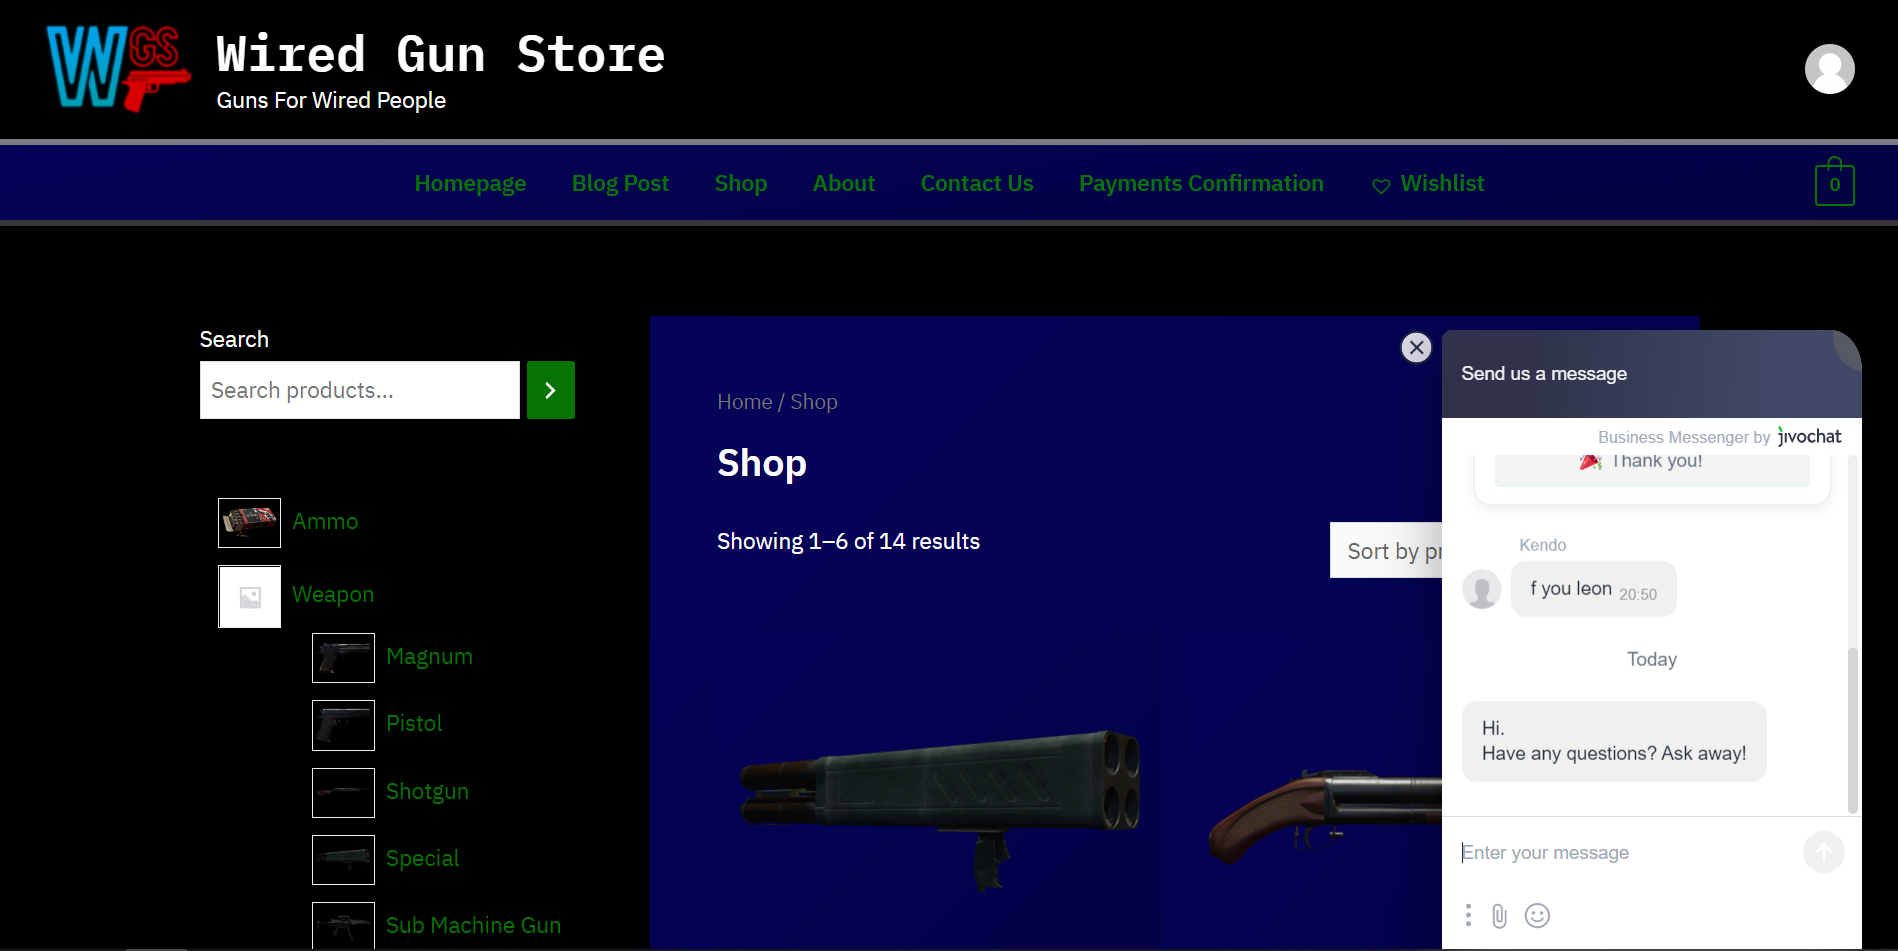 WGS
Wired Gun Store
Guns For Wired People
Homepage
Blog Post
Shop
About
Contact Us
Payments Confirmation
Wishlist
0
Search
Search products...
Ammo
Weapon
Magnum
Pistol
Shotgun
Special
Sub Machine Gun
Home / Shop
Shop
Showing 1–6 of 14 results
Sort by
Send us a message
Business Messenger by jivochat
Thank you!
Kendo
f you leon 20:50
Today
Hi.
Have any questions? Ask away!
Enter your message